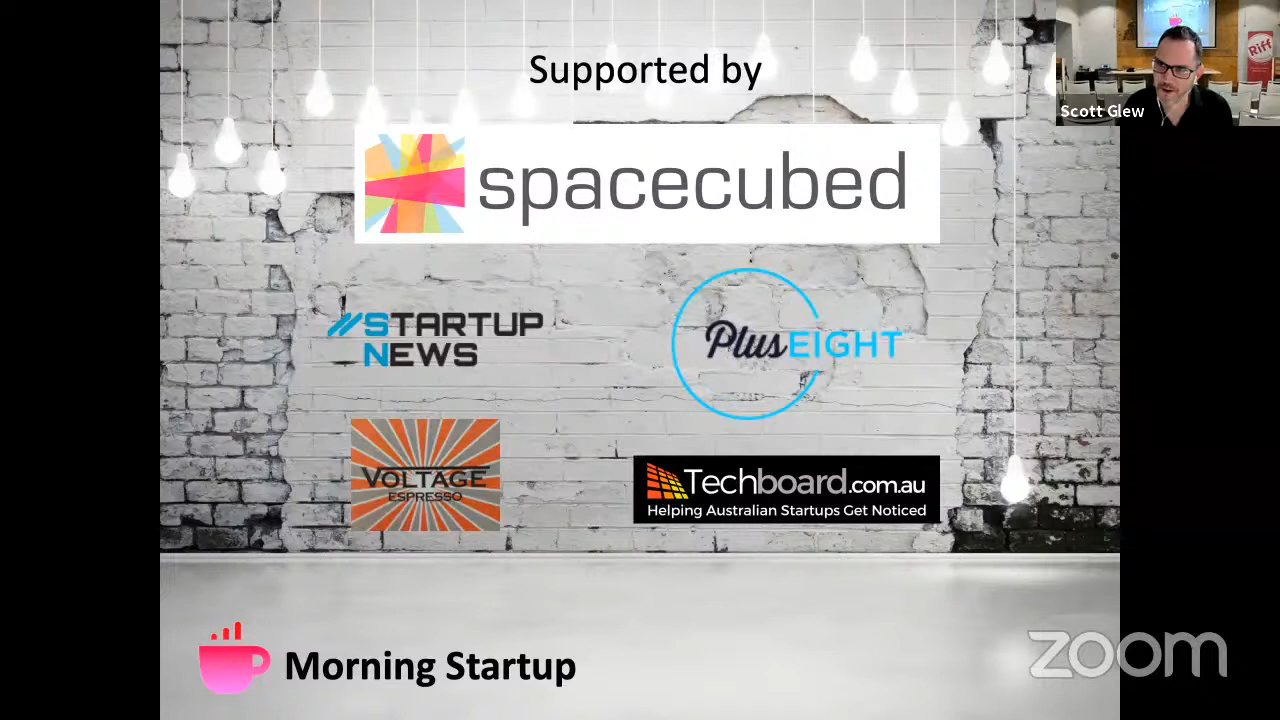 Supported by
Riff
Scott Glew
spacecubed
STARTUP
NEWS
PlusEIGHT
VOLTAGE
ESPRESSO
Techboard.com.au
Helping Australian Startups Get Noticed
Morning Startup
zoom